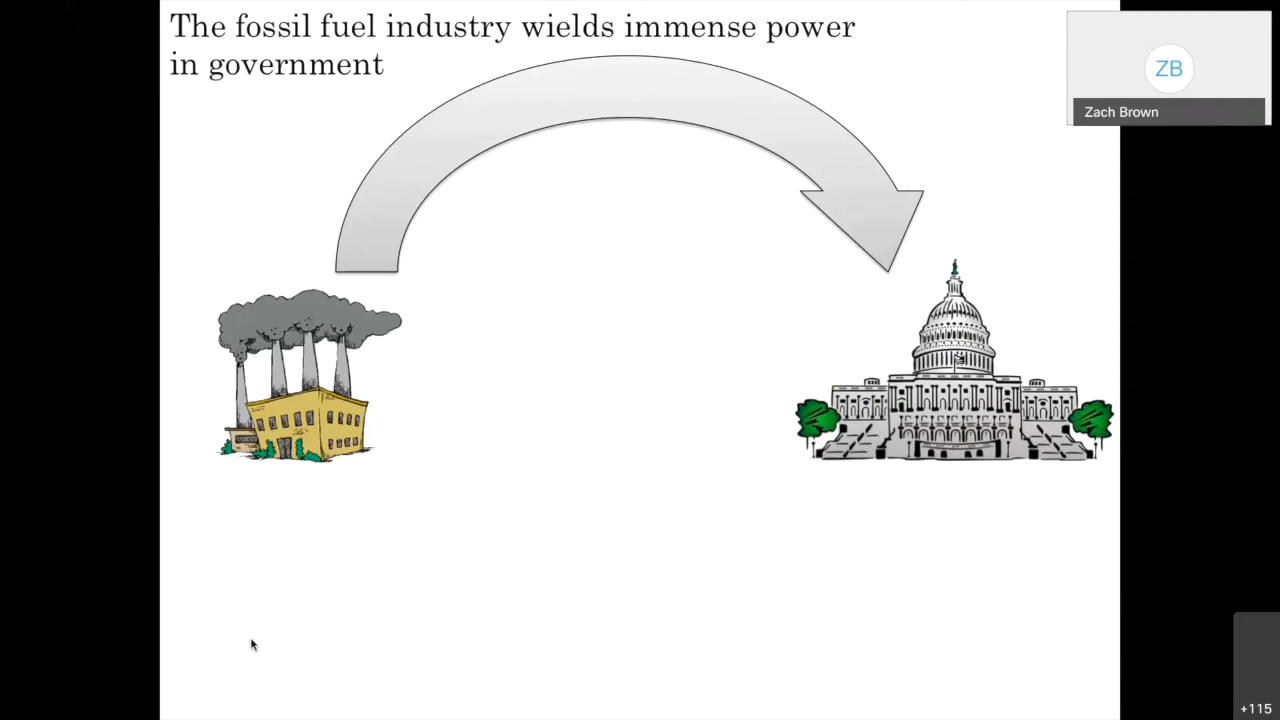 The fossil fuel industry wields immense power
in government
ZB
Zach Brown
+115